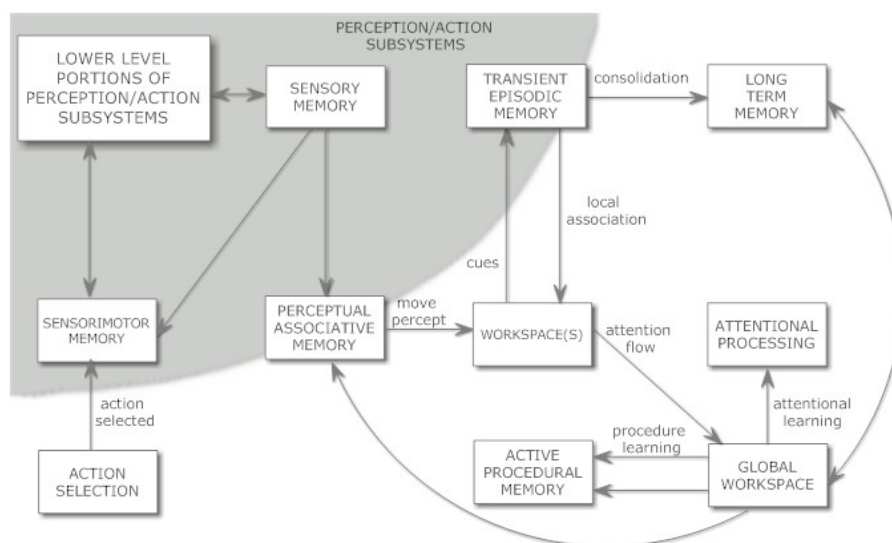 PERCEPTION/ACTION
SUBSYSTEMS
LOWER LEVEL
PORTIONS OF
PERCEPTION/ACTION
SUBSYSTEMS
SENSORY
MEMORY
TRANSIENT
EPISODIC
MEMORY
consolidation
LONG
TERM
MEMORY
local
association
cues
SENSORIMOTOR
MEMORY
PERCEPTUAL
ASSOCIATIVE
MEMORY
move
percept
WORKSPACE(S)
attention
flow
ATTENTIONAL
PROCESSING
action
selected
attentional
learning
procedure
learning
ACTION
SELECTION
ACTIVE
PROCEDURAL
MEMORY
GLOBAL
WORKSPACE